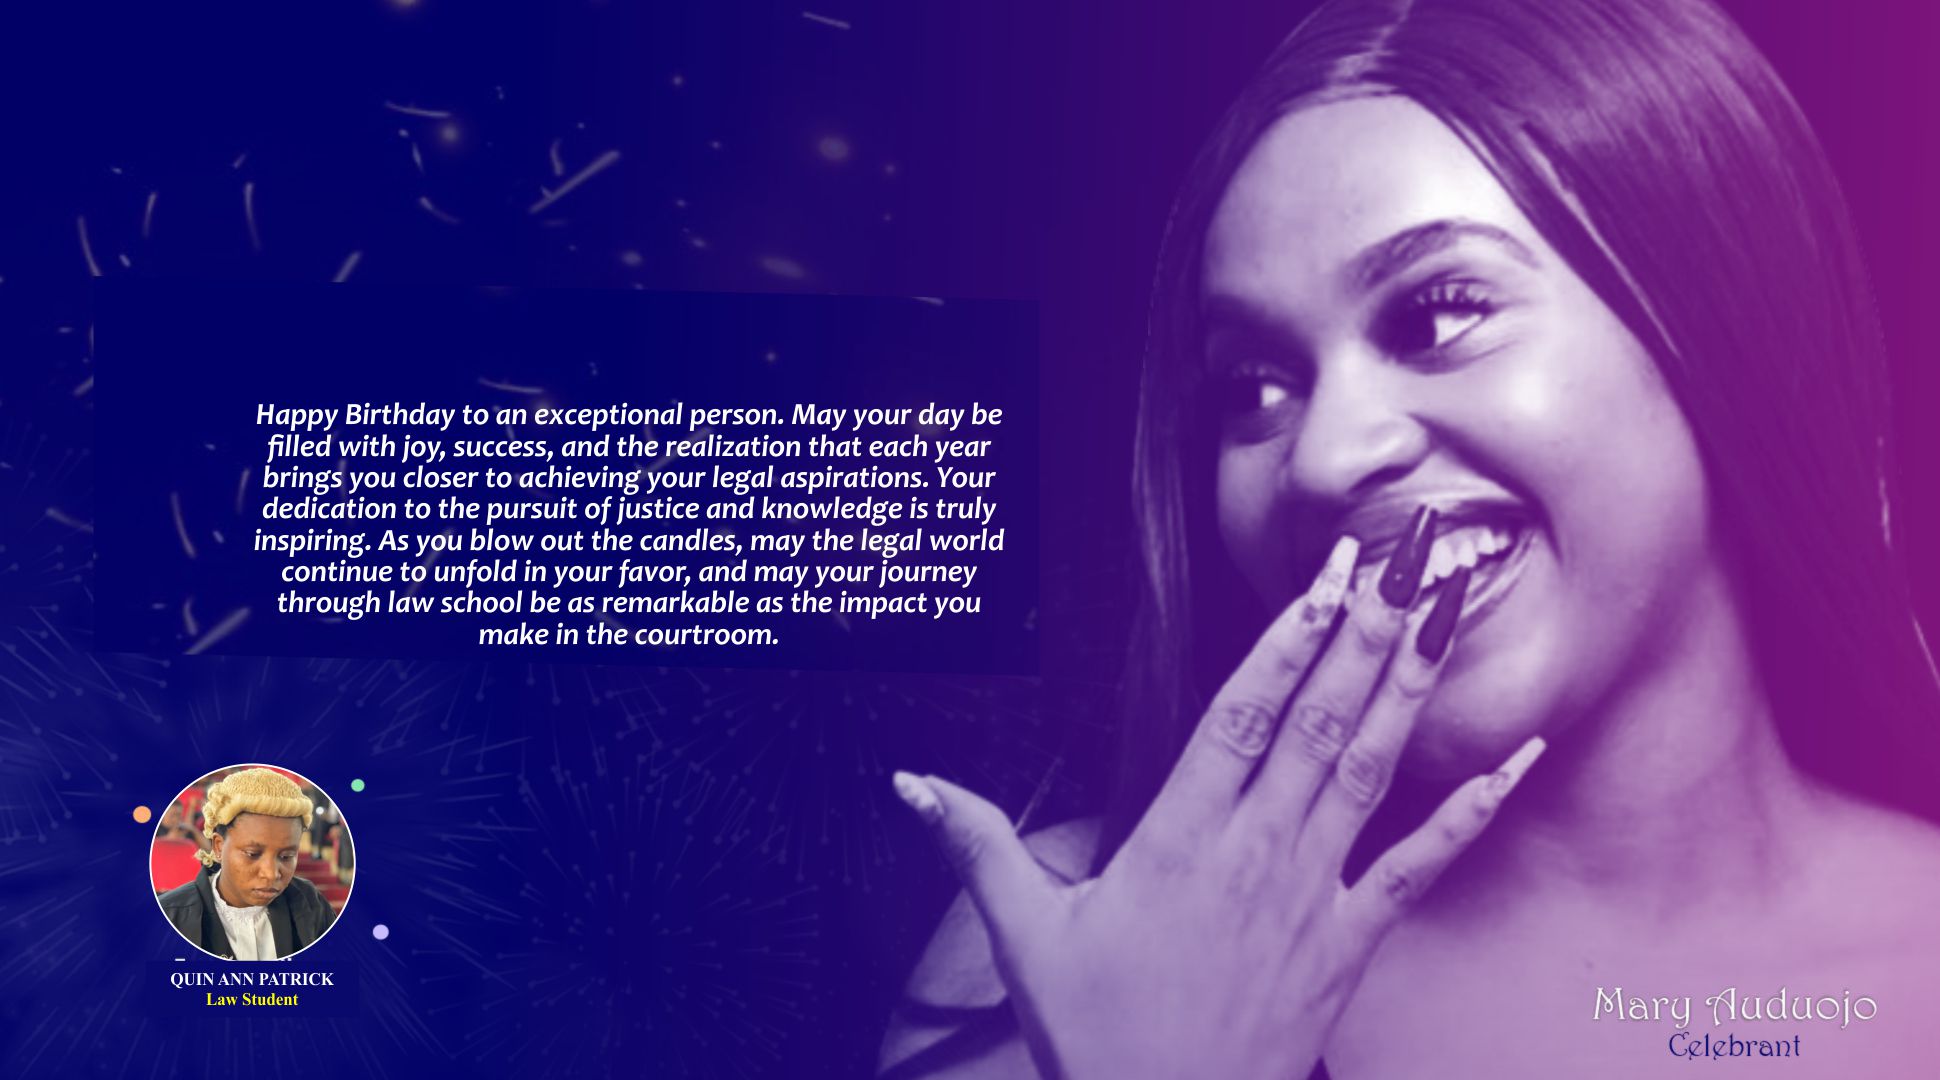 Happy Birthday to an exceptional person. May your day be
filled with joy, success, and the realization that each year
brings you closer to achieving your legal aspirations. Your
dedication to the pursuit of justice and knowledge is truly
inspiring. As you blow out the candles, may the legal world
continue to unfold in your favor, and may your journey
through law school be as remarkable as the impact you
make in the courtroom.
QUIN ANN PATRICK
Law Student
Mary Auduojo
Celebrant